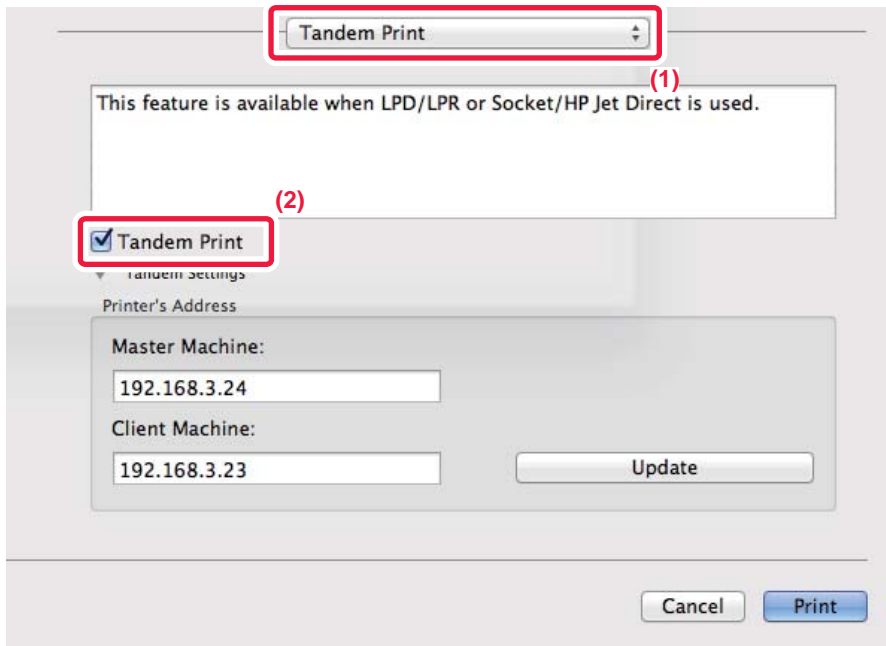 Tandem Print
(1)
This feature is available when LPD/LPR or Socket/HP Jet Direct is used.
(2)
Tandem Print
Tandem Settings
Printer's Address
Master Machine:
192.168.3.24
Client Machine:
192.168.3.23
Update
Cancel
Print